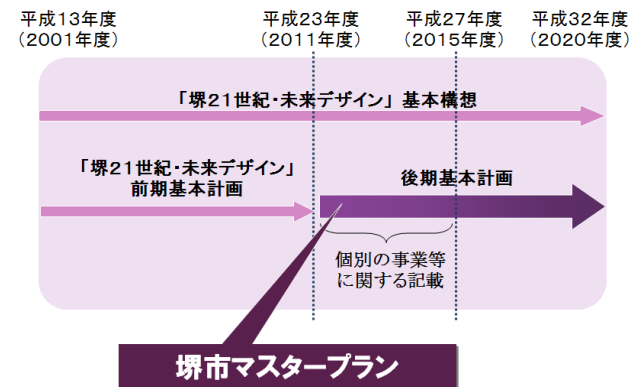 平成13年度 平成23年度 平成27年度 平成32年度
（2001年度） （2011年度） （2015年度） （2020年度）
「堺21世紀・未来デザイン」 基本構想
「堺21世紀・未来デザイン」
前期基本計画
後期基本計画
個別の事業等
に関する記載
堺市マスタープラン